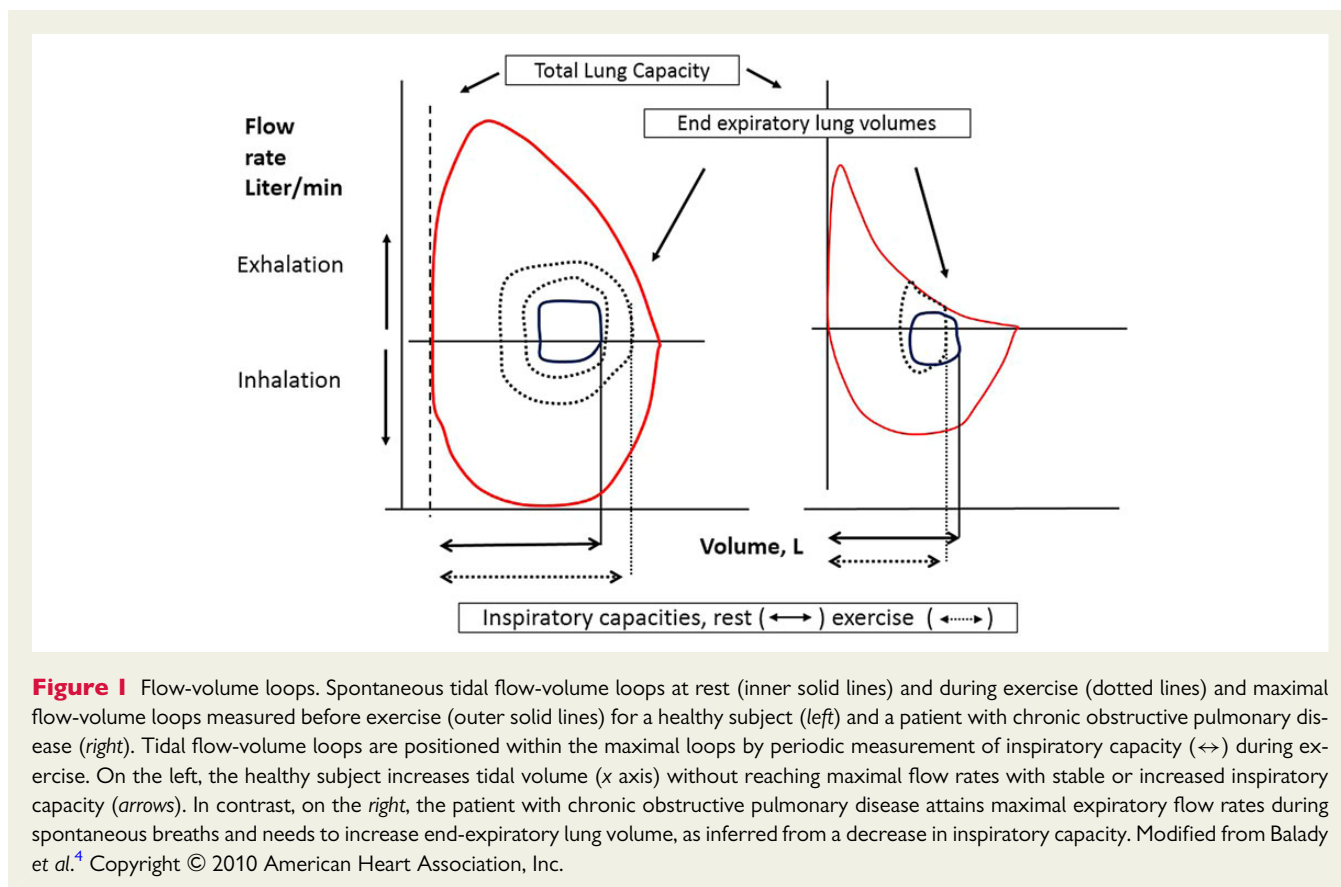 Total Lung Capacity
End expiratory lung volumes
Flow
rate
Liter/min
Exhalation
Inhalation
Volume, L
Inspiratory capacities, rest (⟷) exercise (⟷)
Figure 1 Flow-volume loops. Spontaneous tidal flow-volume loops at rest (inner solid lines) and during exercise (dotted lines) and maximal
flow-volume loops measured before exercise (outer solid lines) for a healthy subject (left) and a patient with chronic obstructive pulmonary dis-
ease (right). Tidal flow-volume loops are positioned within the maximal loops by periodic measurement of inspiratory capacity (↔) during ex-
ercise. On the left, the healthy subject increases tidal volume (x axis) without reaching maximal flow rates with stable or increased inspiratory
capacity (arrows). In contrast, on the right, the patient with chronic obstructive pulmonary disease attains maximal expiratory flow rates during
spontaneous breaths and needs to increase end-expiratory lung volume, as inferred from a decrease in inspiratory capacity. Modified from Balady
et al.4 Copyright © 2010 American Heart Association, Inc.